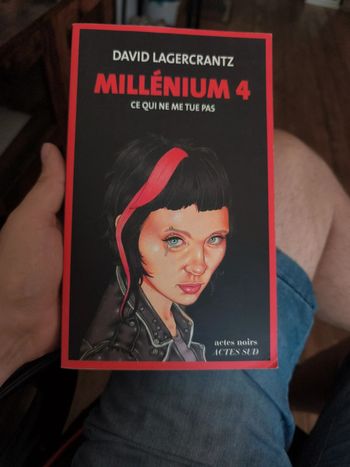 DAVID LAGERCRANTZ
MILLÉNIUM 4
CE QUI NE ME TUE PAS
actes noirs
ACTES SUD